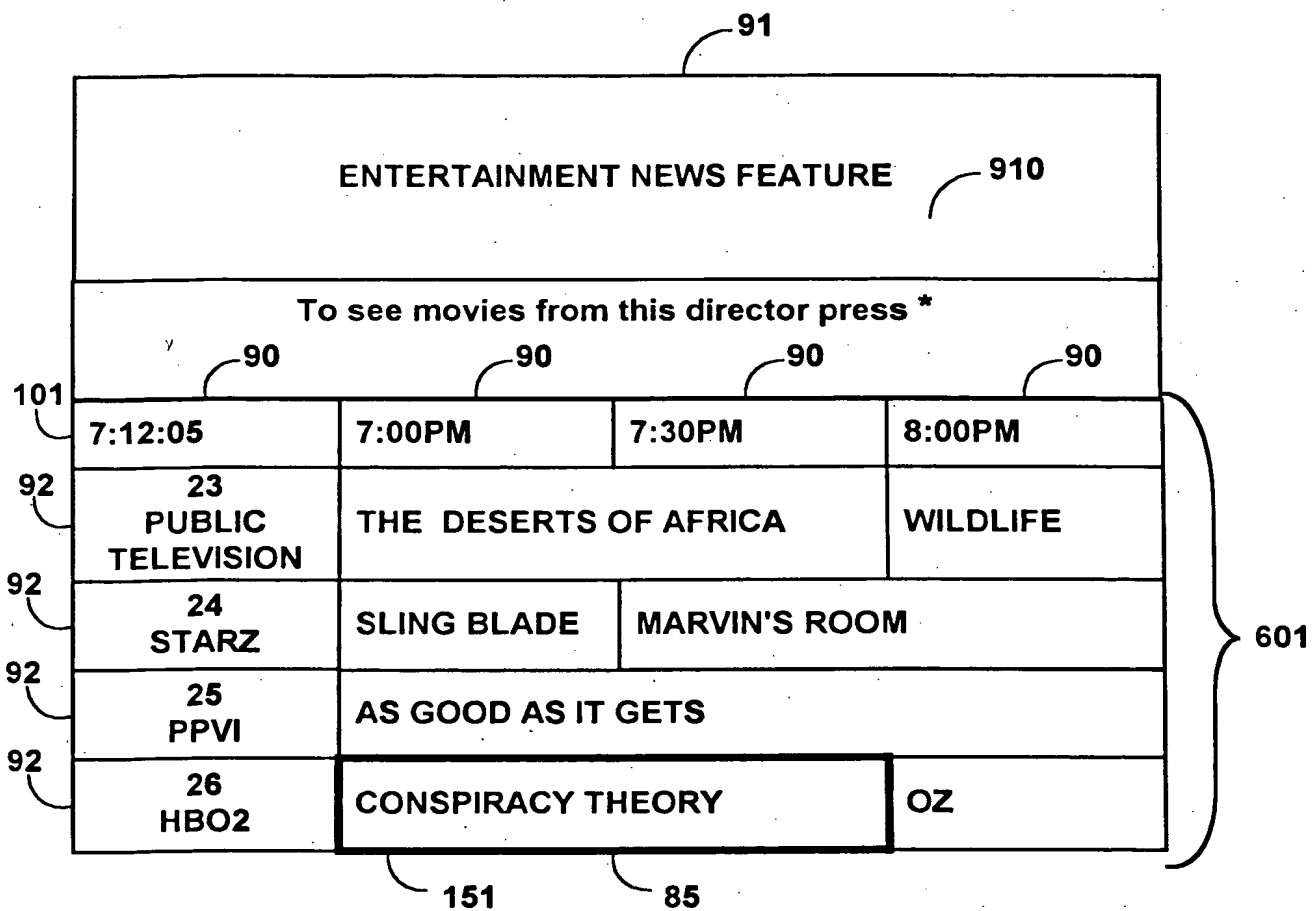 91
ENTERTAINMENT NEWS FEATURE 910
To see movies from this director press *
90 90 90 90
101
7:12:05 7:00PM 7:30PM 8:00PM
92
23
PUBLIC
TELEVISION
THE DESERTS OF AFRICA
WILDLIFE
92
24
STARZ
SLING BLADE
MARVIN'S ROOM
601
92
25
PPVI
AS GOOD AS IT GETS
92
26
HBO2
CONSPIRACY THEORY
OZ
151 85